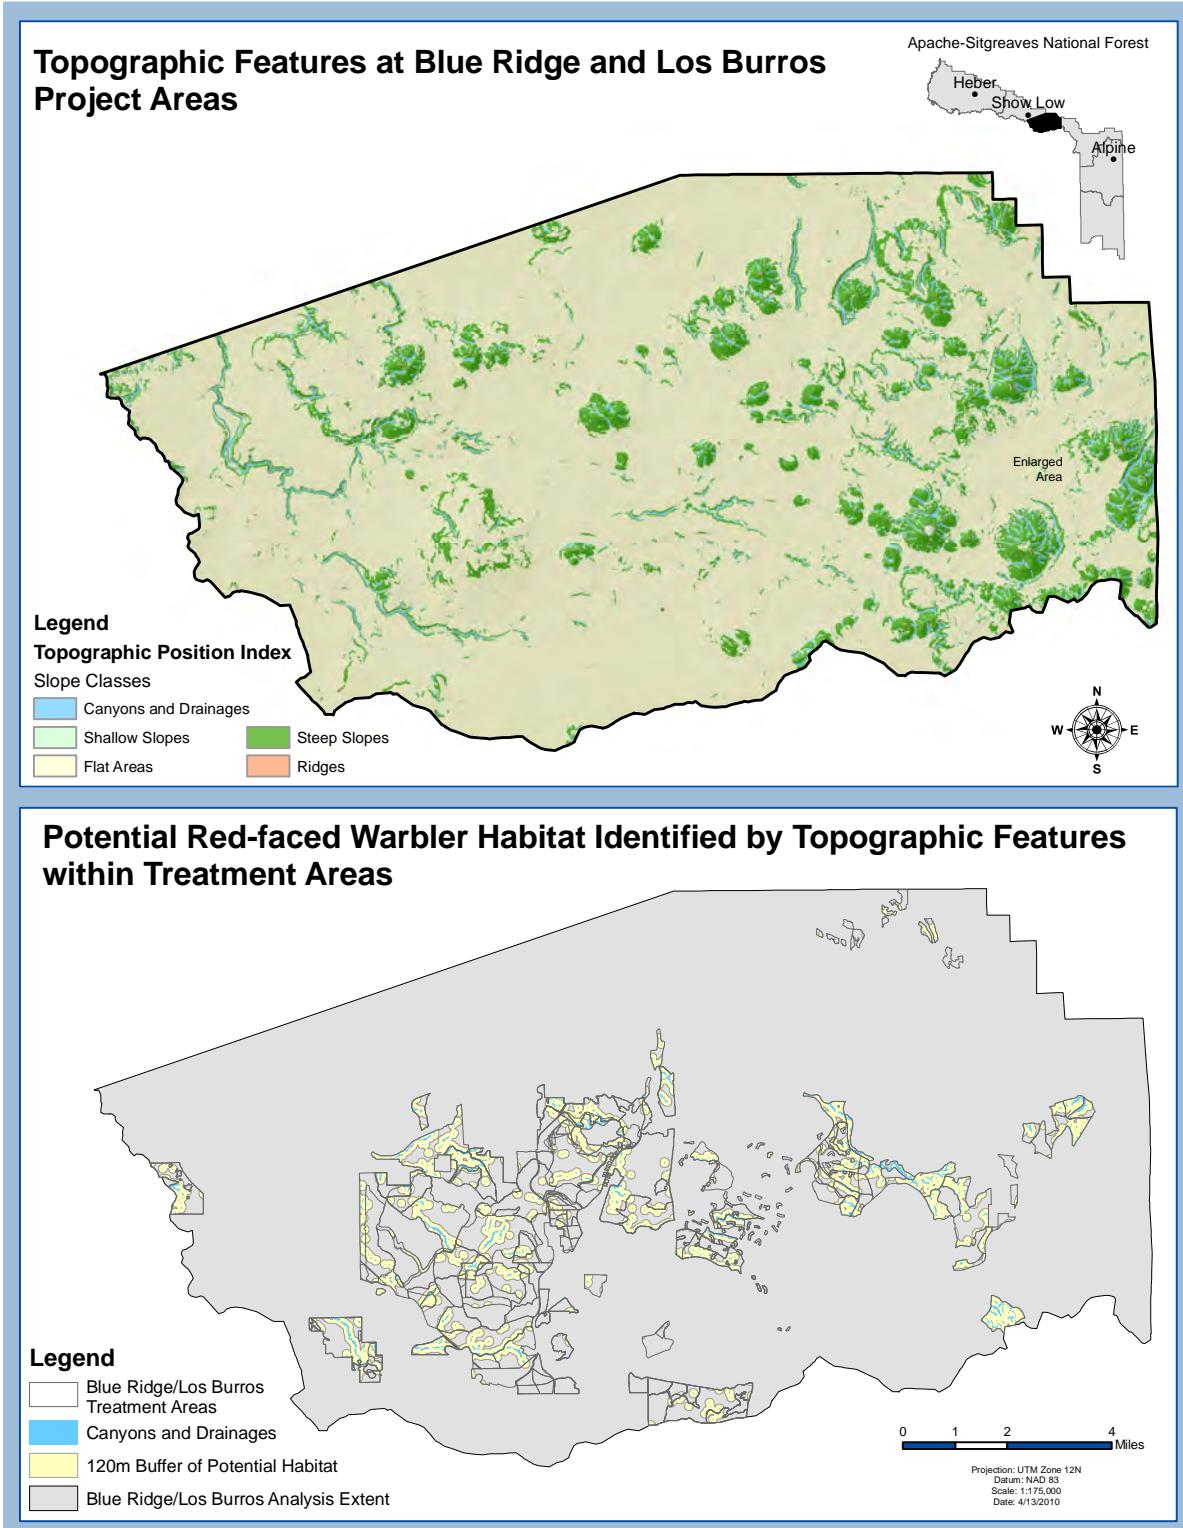 Topographic Features at Blue Ridge and Los Burros
Project Areas
Apache-Sitgreaves National Forest
Heber
Show Low
Alpine
Enlarged
Area
Legend
Topographic Position Index
Slope Classes
Canyons and Drainages
Shallow Slopes
Steep Slopes
Flat Areas
Ridges
N
W
E
S
Potential Red-faced Warbler Habitat Identified by Topographic Features
within Treatment Areas
Legend
Blue Ridge/Los Burros
Treatment Areas
Canyons and Drainages
120m Buffer of Potential Habitat
Blue Ridge/Los Burros Analysis Extent
0 1 2 4
Miles
Projection: UTM Zone 12N
Datum: NAD 83
Scale: 1:175,000
Date: 4/13/2010